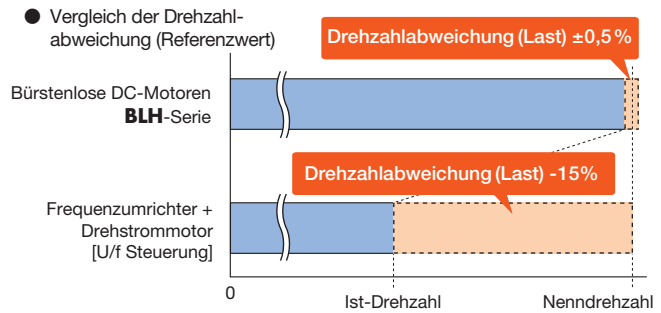 ● Vergleich der Drehzahl-
abweichung (Referenzwert)
Drehzahlabweichung (Last) ±0,5 %
Bürstenlose DC-Motoren
BLH-Serie
Drehzahlabweichung (Last) -15%
Frequenzumrichter +
Drehstrommotor
[U/f Steuerung]
0
Ist-Drehzahl
Nenndrehzahl